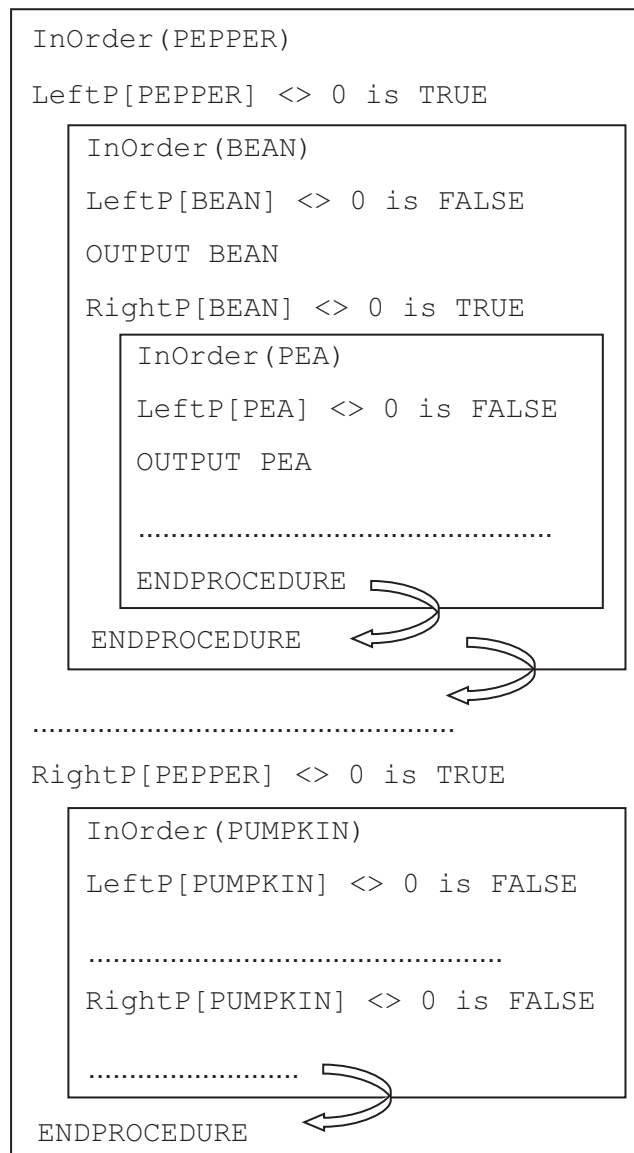 InOrder(PEPPER)
LeftP[PEPPER] <> 0 is TRUE
InOrder(BEAN)
LeftP[BEAN] <> 0 is FALSE
OUTPUT BEAN
RightP[BEAN] <> 0 is TRUE
InOrder(PEA)
LeftP[PEA] <> 0 is FALSE
OUTPUT PEA
..................................................
ENDPROCEDURE
ENDPROCEDURE
...................................................
RightP[PEPPER] <> 0 is TRUE
InOrder(PUMPKIN)
LeftP[PUMPKIN] <> 0 is FALSE
..................................................
RightP[PUMPKIN] <> 0 is FALSE
.........................
ENDPROCEDURE